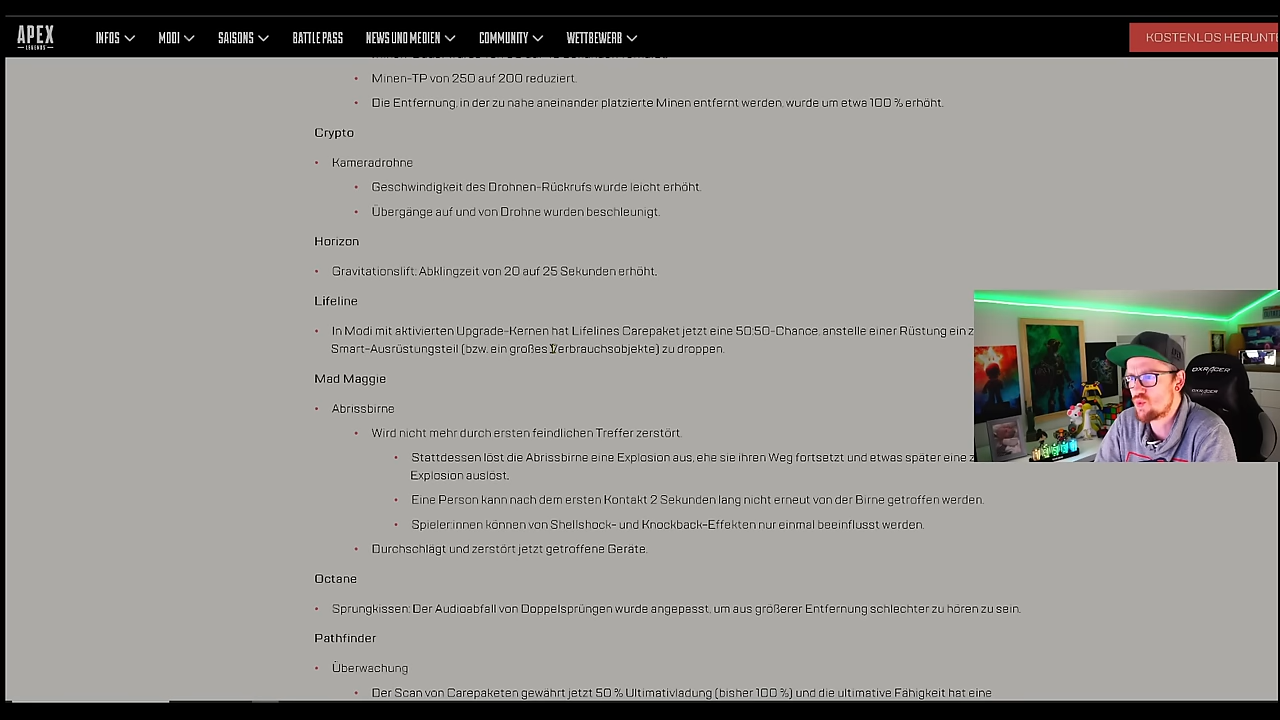 APEX
LEGENDS
INFOS
MODI
SAISONS
BATTLE PASS
NEWS UND MEDIEN
COMMUNITY
WETTBEWERB
KOSTENLOS HERUNT
Minen-TP von 250 auf 200 reduziert.
Die Entfernung, in der zu nahe aneinander platzierte Minen entfernt werden, wurde um etwa 100 % erhöht.
Crypto
Kameradrohne
Geschwindigkeit des Drohnen-Rückrufs wurde leicht erhöht.
Übergänge auf und von Drohne wurden beschleunigt.
Horizon
Gravitationslift: Abklingzeit von 20 auf 25 Sekunden erhöht.
Lifeline
In Modi mit aktivierten Upgrade-Kernen hat Lifelines Carepaket jetzt eine 50:50-Chance, anstelle einer Rüstung ein z
Smart-Ausrüstungsteil (bzw. ein großes Verbrauchsobjekte) zu droppen.
Mad Maggie
Abrissbirne
Wird nicht mehr durch ersten feindlichen Treffer zerstört.
Stattdessen löst die Abrissbirne eine Explosion aus, ehe sie ihren Weg fortsetzt und etwas später eine z
Explosion auslöst.
Eine Person kann nach dem ersten Kontakt 2 Sekunden lang nicht erneut von der Birne getroffen werden.
Spieler:innen können von Shellshock- und Knockback-Effekten nur einmal beeinflusst werden.
Durchschlägt und zerstört jetzt getroffene Geräte.
Octane
Sprungkissen: Der Audioabfall von Doppelsprüngen wurde angepasst, um aus größerer Entfernung schlechter zu hören zu sein.
Pathfinder
Überwachung
Der Scan von Carepaketen gewährt jetzt 50 % Ultimativladung (bisher 100 %) und die ultimative Fähigkeit hat eine
DXRACER